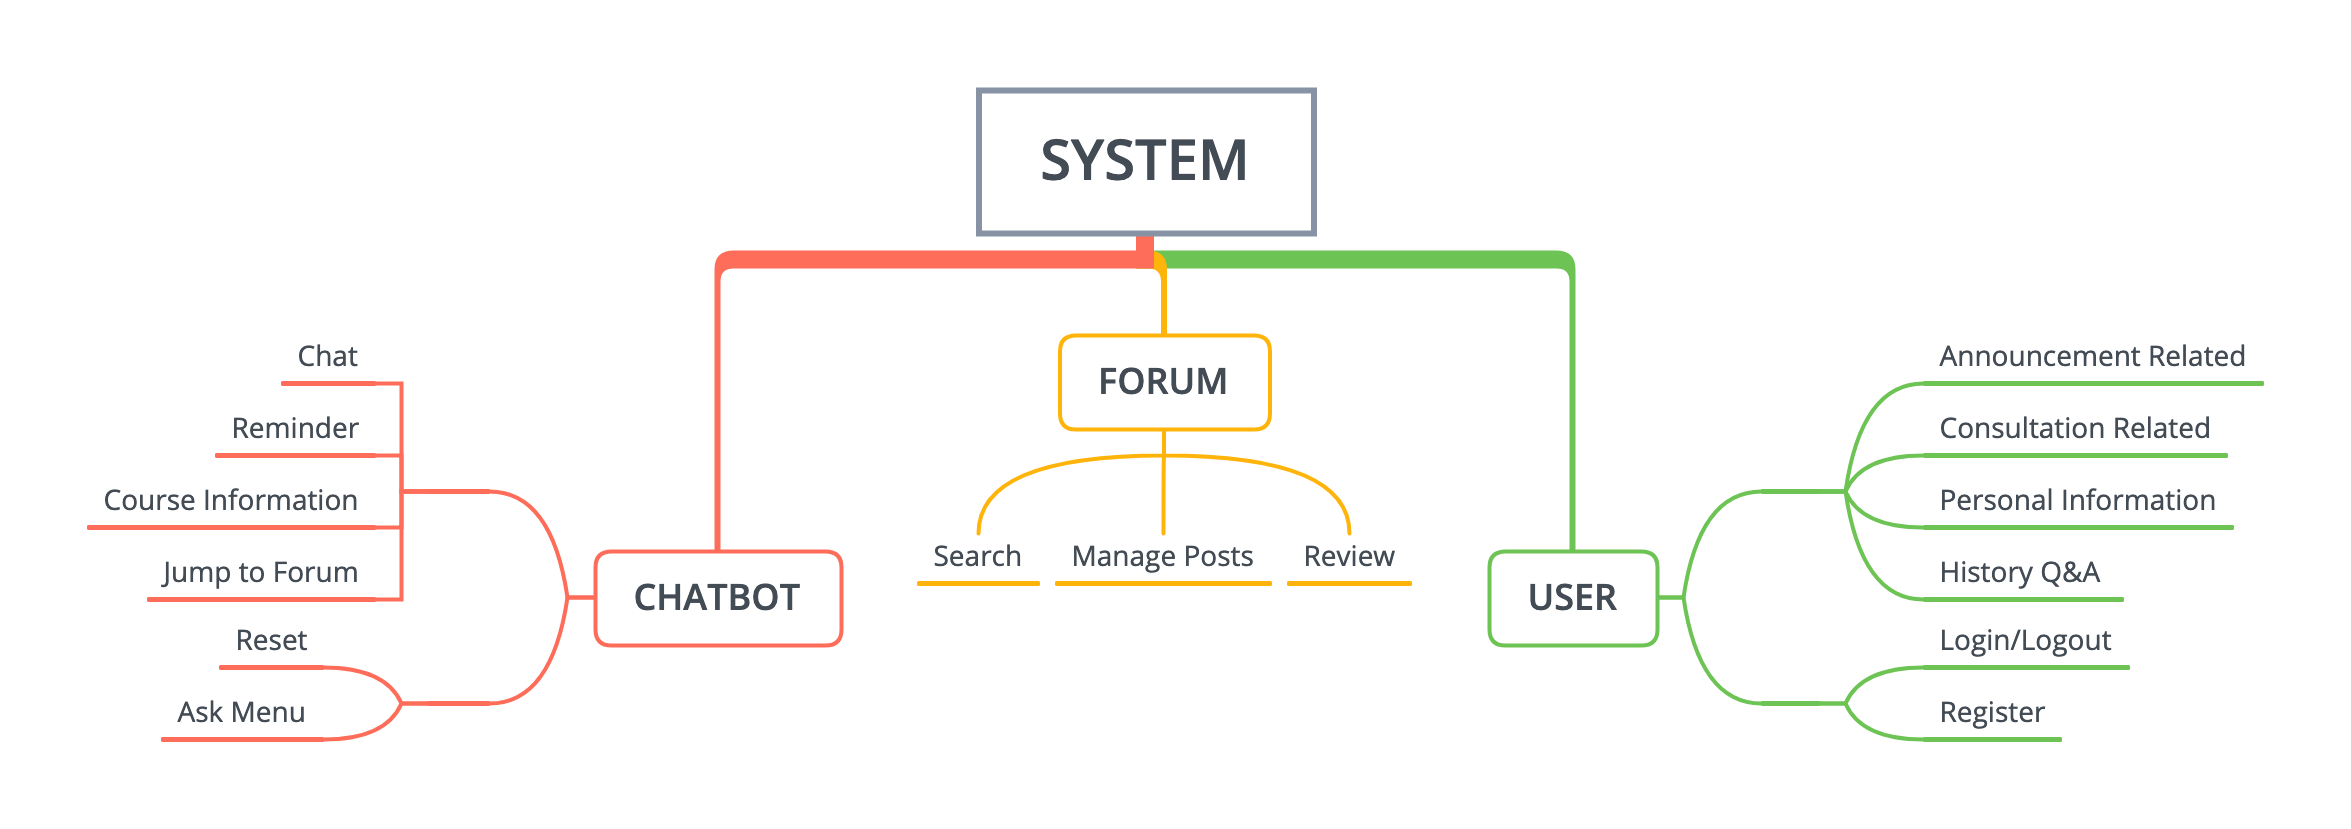 SYSTEM
FORUM
Search
Manage Posts
Review
CHATBOT
Chat
Reminder
Course Information
Jump to Forum
Reset
Ask Menu
USER
Announcement Related
Consultation Related
Personal Information
History Q&A
Login/Logout
Register